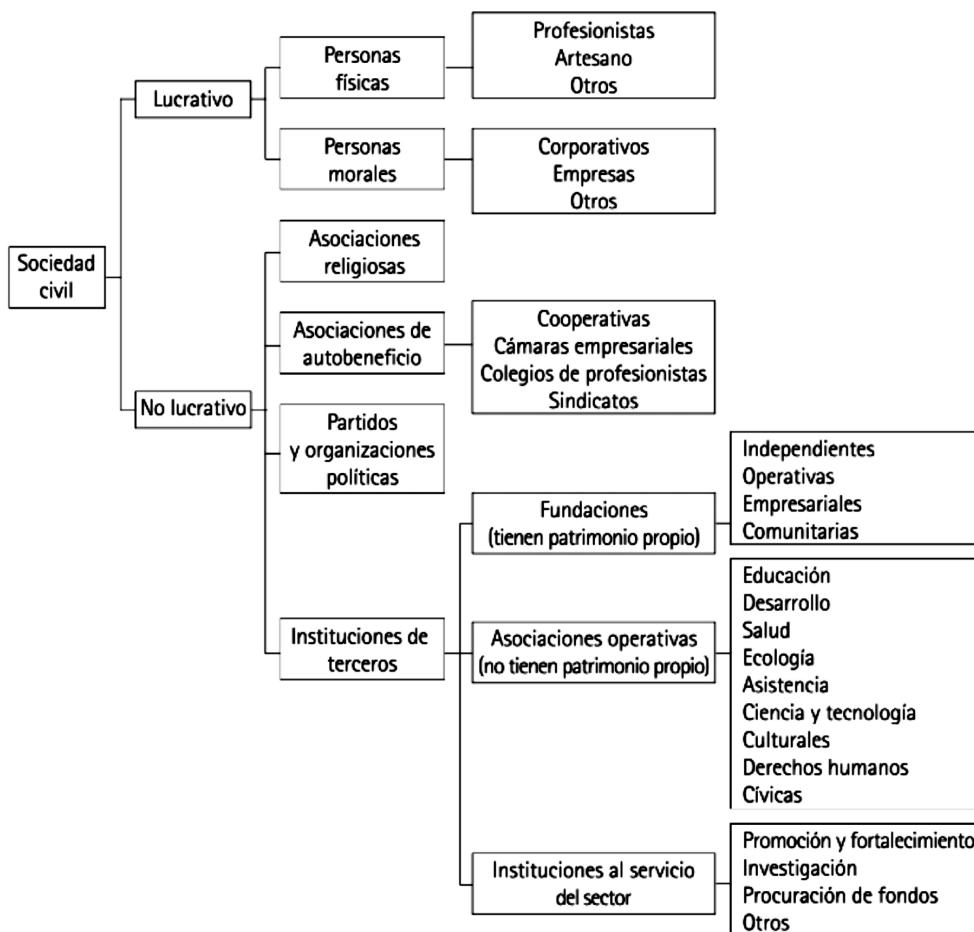 Sociedad
civil
Lucrativo
Personas
físicas
Profesionistas
Artesano
Otros
Personas
morales
Corporativos
Empresas
Otros
No lucrativo
Asociaciones
religiosas
Asociaciones de
autobeneficio
Cooperativas
Cámaras empresariales
Colegios de profesionistas
Sindicatos
Partidos
y organizaciones
políticas
Instituciones de
terceros
Fundaciones
(tienen patrimonio propio)
Independientes
Operativas
Empresariales
Comunitarias
Asociaciones operativas
(no tienen patrimonio propio)
Educación
Desarrollo
Salud
Ecología
Asistencia
Ciencia y tecnología
Culturales
Derechos humanos
Cívicas
Instituciones al servicio
del sector
Promoción y fortalecimiento
Investigación
Procuración de fondos
Otros